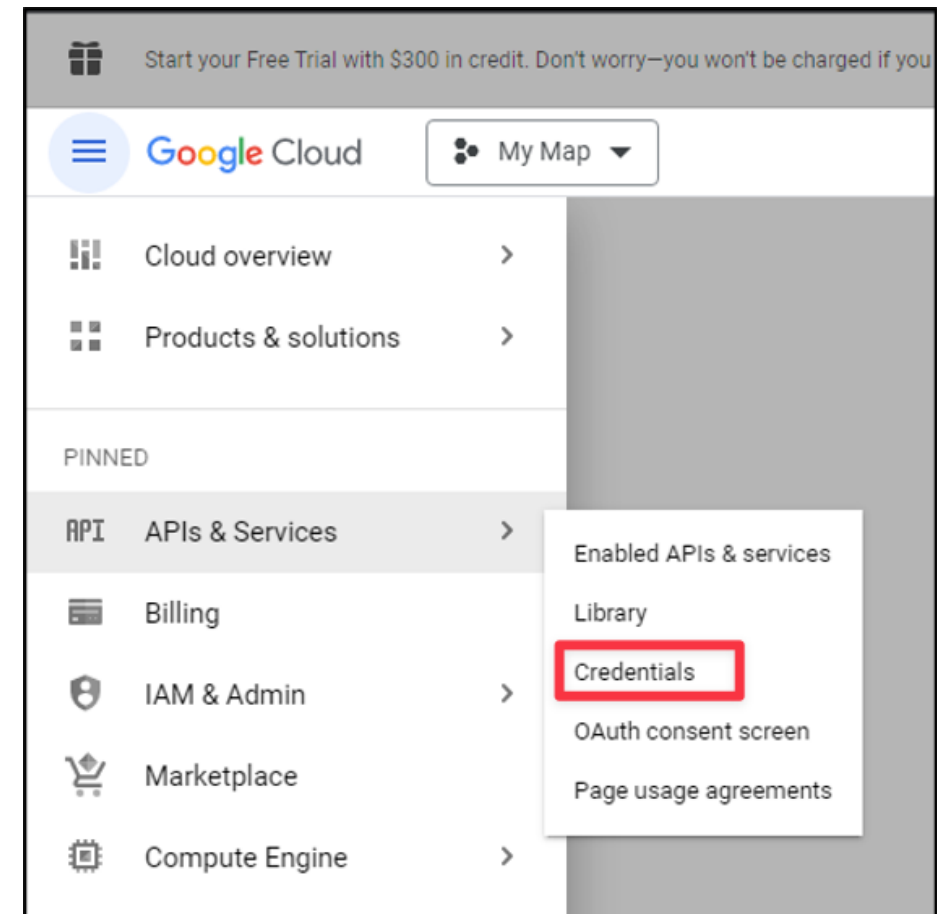 Start your Free Trial with $300 in credit. Don't worry—you won't be charged if you
Google Cloud
My Map
Cloud overview
Products & solutions
PINNED
API APIs & Services
Enabled APIs & services
Billing
Library
Credentials
IAM & Admin
OAuth consent screen
Marketplace
Page usage agreements
Compute Engine